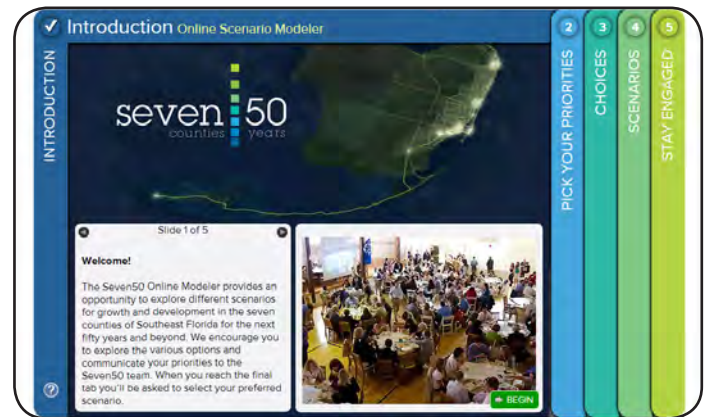 Introduction Online Scenario Modeler
INTRODUCTION
seven 50
counties years
Slide 1 of 5
Welcome!
The Seven50 Online Modeler provides an
opportunity to explore different scenarios
for growth and development in the seven
counties of Southeast Florida for the next
fifty years and beyond. We encourage you
to explore the various options and
communicate your priorities to the
Seven50 team. When you reach the final
tab you'll be asked to select your preferred
scenario.
?
BEGIN
2
PICK YOUR PRIORITIES
3
CHOICES
4
SCENARIOS
5
STAY ENGAGED